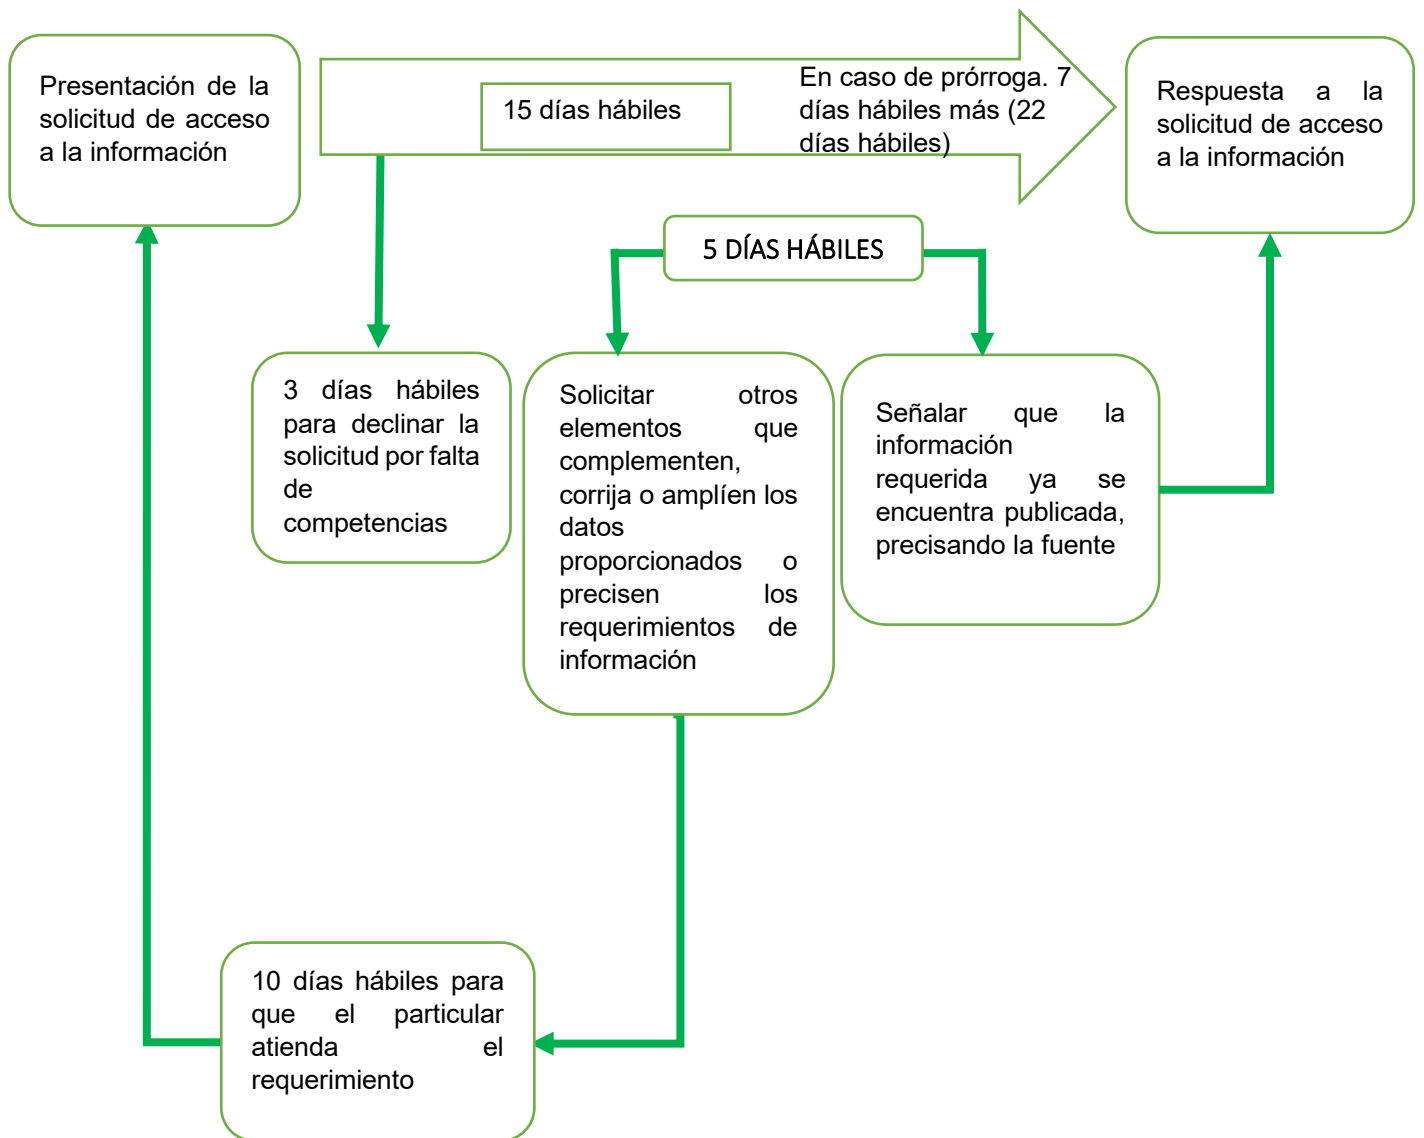 Presentación de la
solicitud de acceso
a la información
15 días hábiles
En caso de prórroga. 7
días hábiles más (22
días hábiles)
Respuesta a la
solicitud de acceso
a la información
5 DÍAS HÁBILES
3 días hábiles
para declinar la
solicitud por falta
de
competencias
Solicitar otros
elementos que
complementen,
corrija o amplíen los
datos
proporcionados o
precisen los
requerimientos de
información
Señalar que la
información
requerida ya se
encuentra publicada,
precisando la fuente
10 días hábiles para
que el particular
atienda el
requerimiento